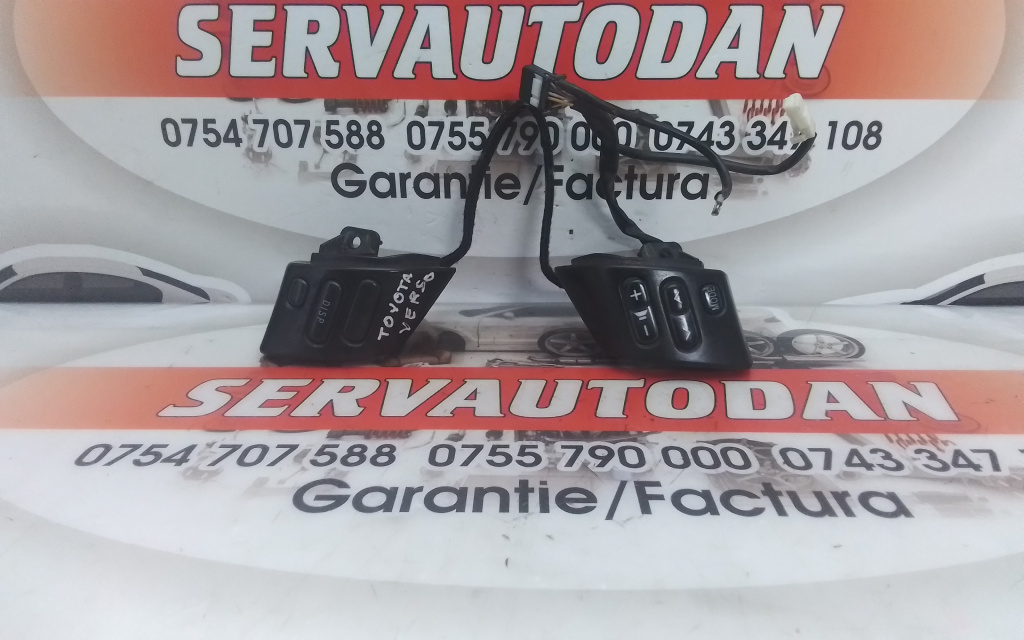 SERVAUTODAN
0754 707 588 0755 790 000 0743 347 108
Garantie/Factura
DISP
TOYOTA
VERSO
+
-
MODE
SERVAUTODAN
0754 707 588 0755 790 000 0743 347
Garantie/Factura